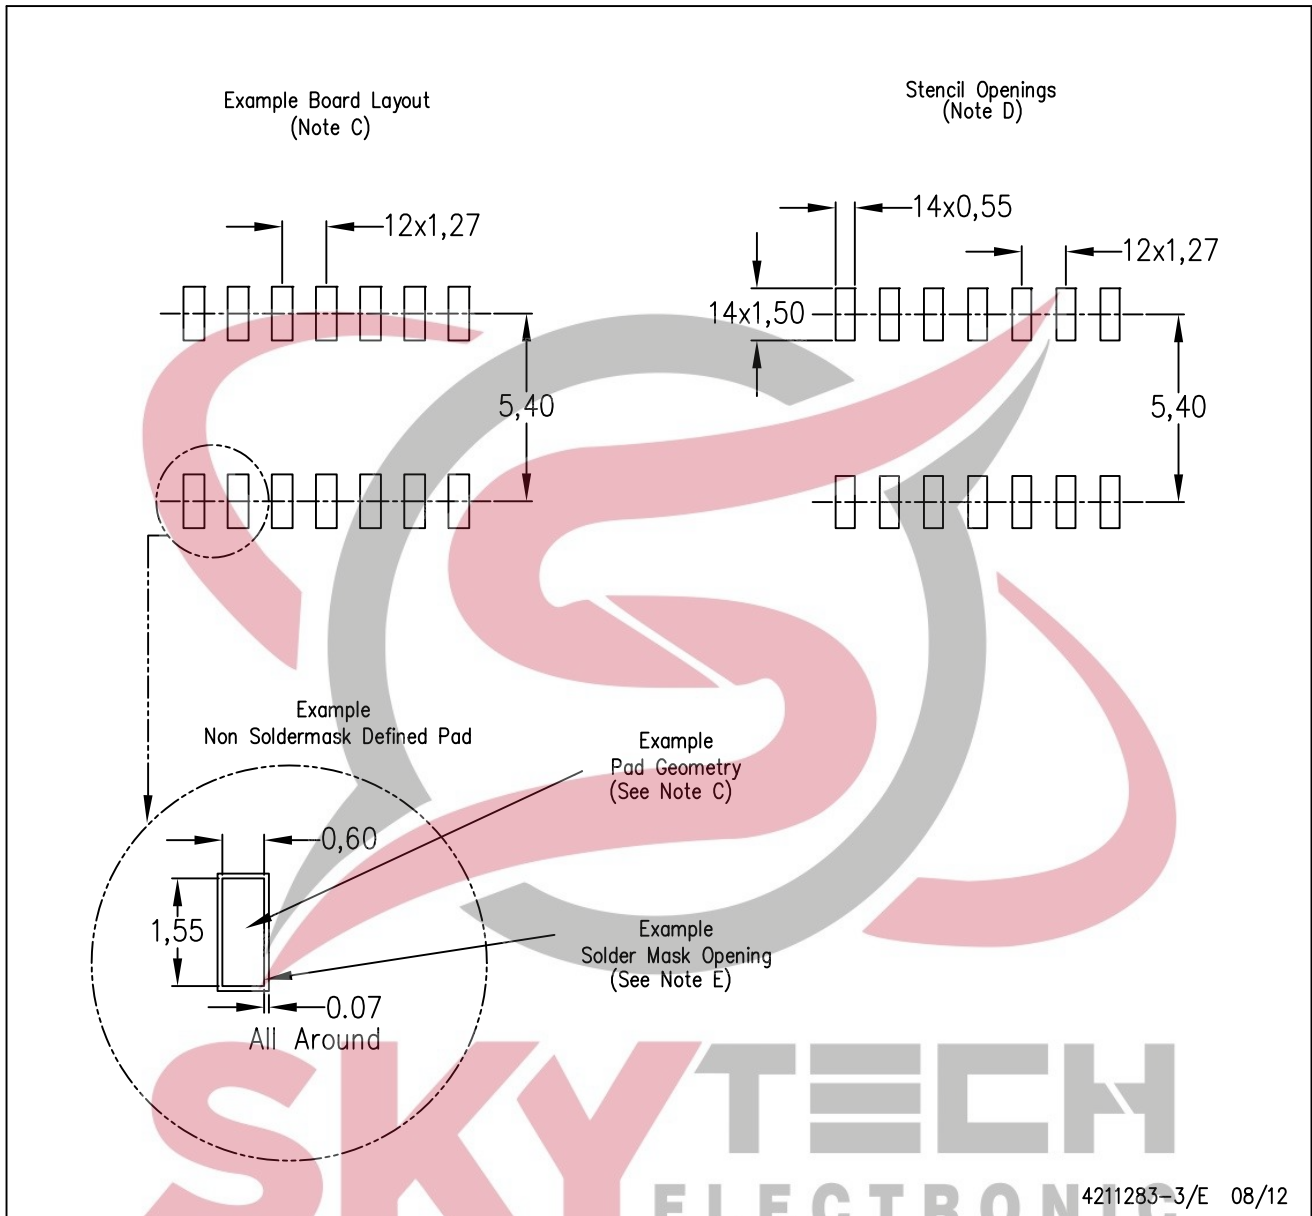 Example Board Layout
(Note C)
Stencil Openings
(Note D)
12x1,27
14x0,55
12x1,27
14x1,50
5,40
5,40
Example
Non Soldermask Defined Pad
Example
Pad Geometry
(See Note C)
0,60
1,55
Example
Solder Mask Opening
(See Note E)
0.07
All Around
SKYTECH
ELECTRONIC
4211283-3/E 08/12